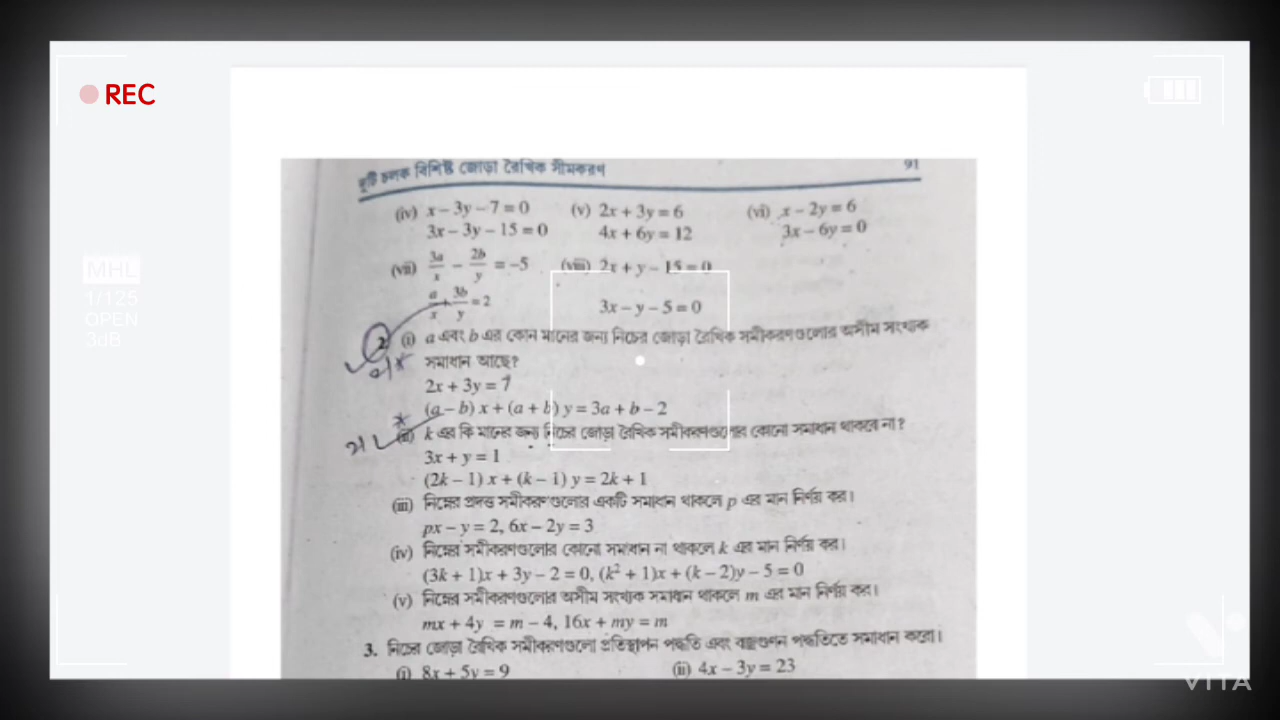 REC
MHL
1/125
OPEN
3dB
দুটি চলক বিশিষ্ট জোড়া রৈখিক সমীকরণ 91
(iv) x – 3y – 7 = 0 (v) 2x + 3y = 6 (vi) x – 2y = 6
3x – 3y – 15 = 0 4x + 6y = 12 3x – 6y = 0
(vii) 3a/x – 2b/y = –5 (viii) 2x + y – 15 = 0
a/x + 3b/y = 2 3x – y – 5 = 0
2 (i) a এবং b এর কোন মানের জন্য নিচের জোড়া রৈখিক সমীকরণগুলোর অসীম সংখ্যক
সমাধান আছে?
2x + 3y = 7
(a – b) x + (a + b) y = 3a + b – 2
(ii) k এর কি মানের জন্য নিচের জোড়া রৈখিক সমীকরণগুলোর কোনো সমাধান থাকবে না?
3x + y = 1
(2k – 1) x + (k – 1) y = 2k + 1
(iii) নিম্নের প্রদত্ত সমীকরণগুলোর একটি সমাধান থাকলে p এর মান নির্ণয় কর।
px – y = 2, 6x – 2y = 3
(iv) নিম্নের সমীকরণগুলোর কোনো সমাধান না থাকলে k এর মান নির্ণয় কর।
(3k + 1)x + 3y – 2 = 0, (k² + 1)x + (k – 2)y – 5 = 0
(v) নিম্নের সমীকরণগুলোর অসীম সংখ্যক সমাধান থাকলে m এর মান নির্ণয় কর।
mx + 4y = m – 4, 16x + my = m
3. নিচের জোড়া রৈখিক সমীকরণগুলো প্রতিস্থাপন পদ্ধতি এবং বজ্রগুণন পদ্ধতিতে সমাধান করো।
(i) 8x + 5y = 9 (ii) 4x – 3y = 23
VITA